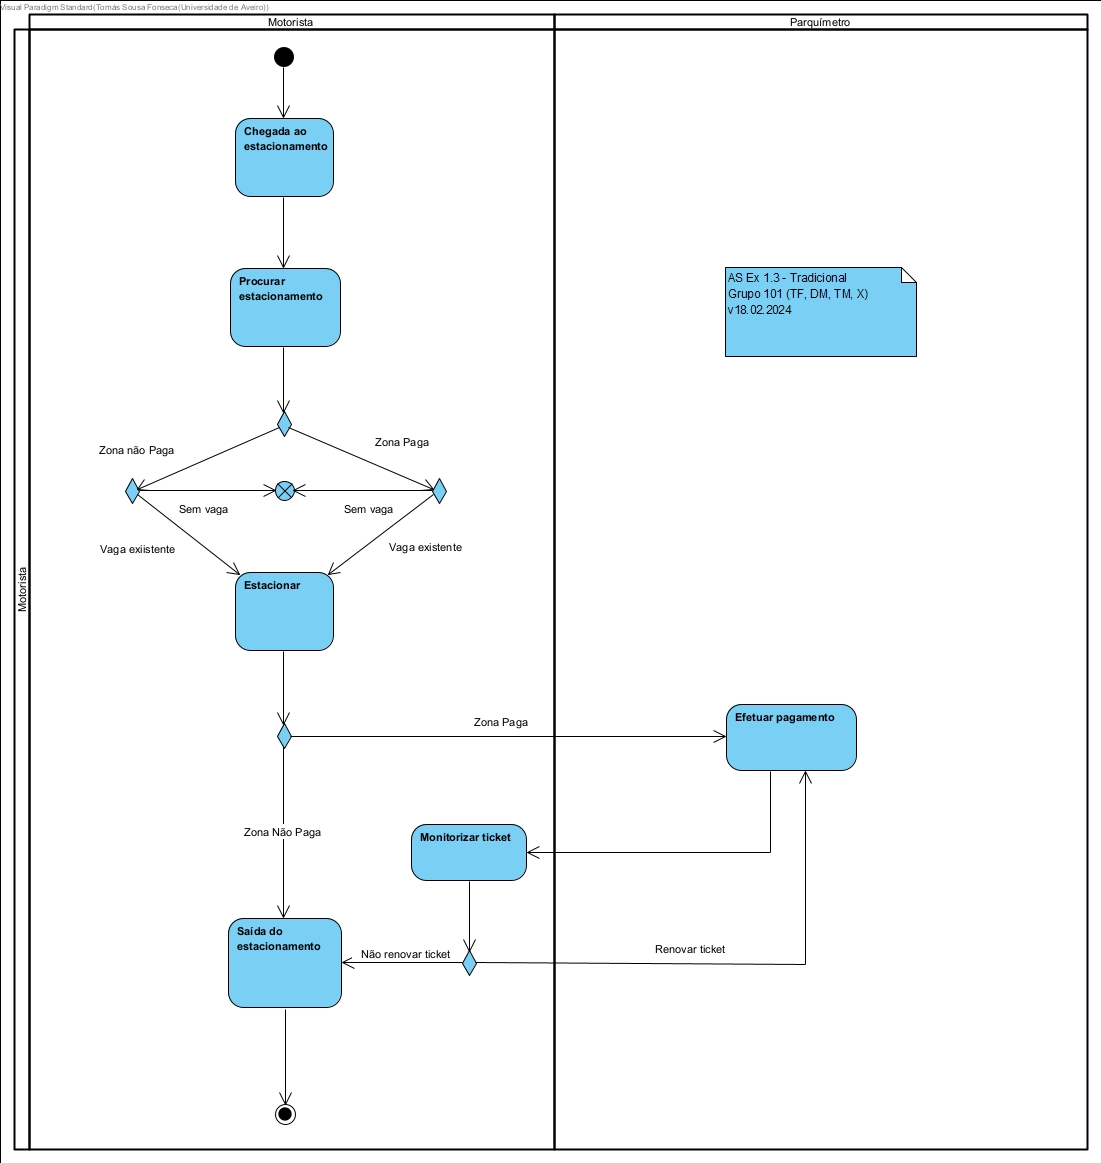 Visual Paradigm Standard(Tomás Sousa Fonseca(Universidade de Aveiro))
Motorista
Parquímetro
Chegada ao
estacionamento
Procurar
estacionamento
AS Ex 1.3 - Tradicional
Grupo 101 (TF, DM, TM, X)
v18.02.2024
Zona não Paga
Zona Paga
Sem vaga
Sem vaga
Vaga exiistente
Vaga existente
Motorista
Estacionar
Zona Paga
Efetuar pagamento
Zona Não Paga
Monitorizar ticket
Saída do
estacionamento
Não renovar ticket
Renovar ticket